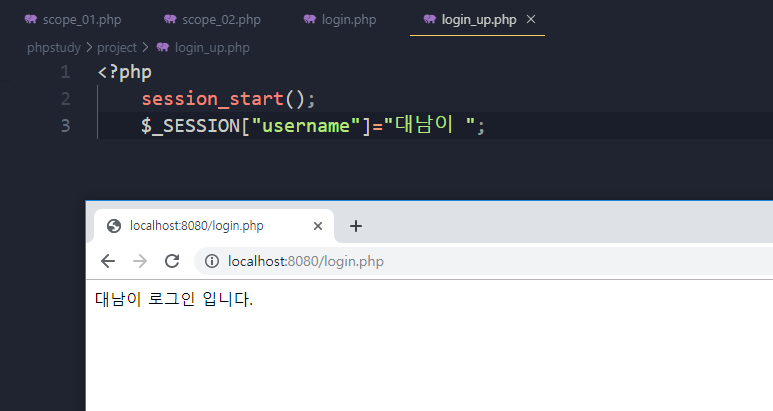 scope_01.php scope_02.php login.php login_up.php ×
phpstudy > project > login_up.php
1 <?php
2 session_start();
3 $_SESSION["username"]="대남이 ";
localhost:8080/login.php × +
localhost:8080/login.php
대남이 로그인 입니다.